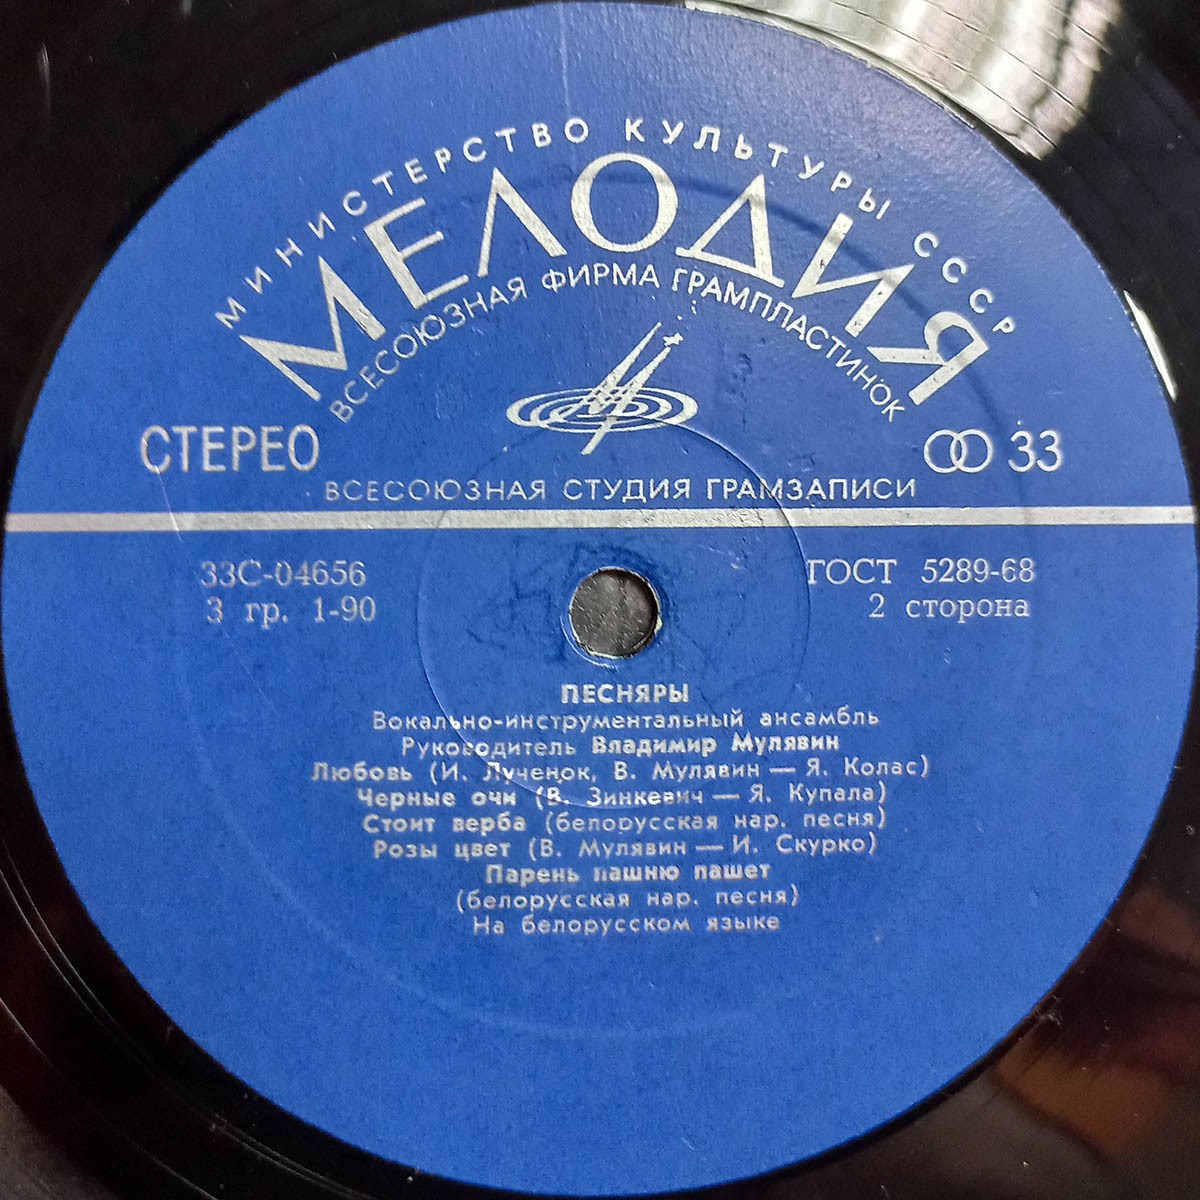 МИНИСТЕРСТВО КУЛЬТУРЫ СССР
МЕЛОДИЯ
ВСЕСОЮЗНАЯ ФИРМА ГРАМПЛАСТИНОК
СТЕРЕО
33
ВСЕСОЮЗНАЯ СТУДИЯ ГРАМЗАПИСИ
33С-04656
ГОСТ 5289-68
3 гр. 1-90
2 сторона
ПЕСНЯРЫ
Вокально-инструментальный ансамбль
Руководитель Владимир Мулявин
Любовь (И. Лученок, В. Мулявин — Я. Колас)
Черные очи (В. Зинкевич — Я. Купала)
Стоит верба (белорусская нар. песня)
Розы цвет (В. Мулявин — И. Скурко)
Парень пашню пашет
(белорусская нар. песня)
На белорусском языке